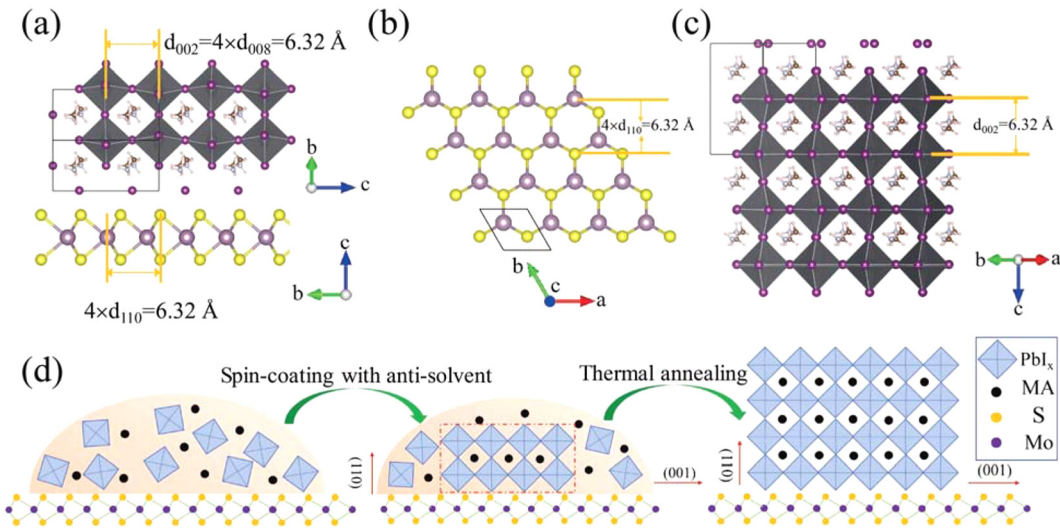 (a)
d002=4×d008=6.32 Å
b
c
c
b
4×d110=6.32 Å
(b)
4×d110=6.32 Å
b
c
a
(c)
d002=6.32 Å
b
a
c
(d)
Spin-coating with anti-solvent
Thermal annealing
(110)
(001)
(110)
(001)
PbIx
MA
S
Mo